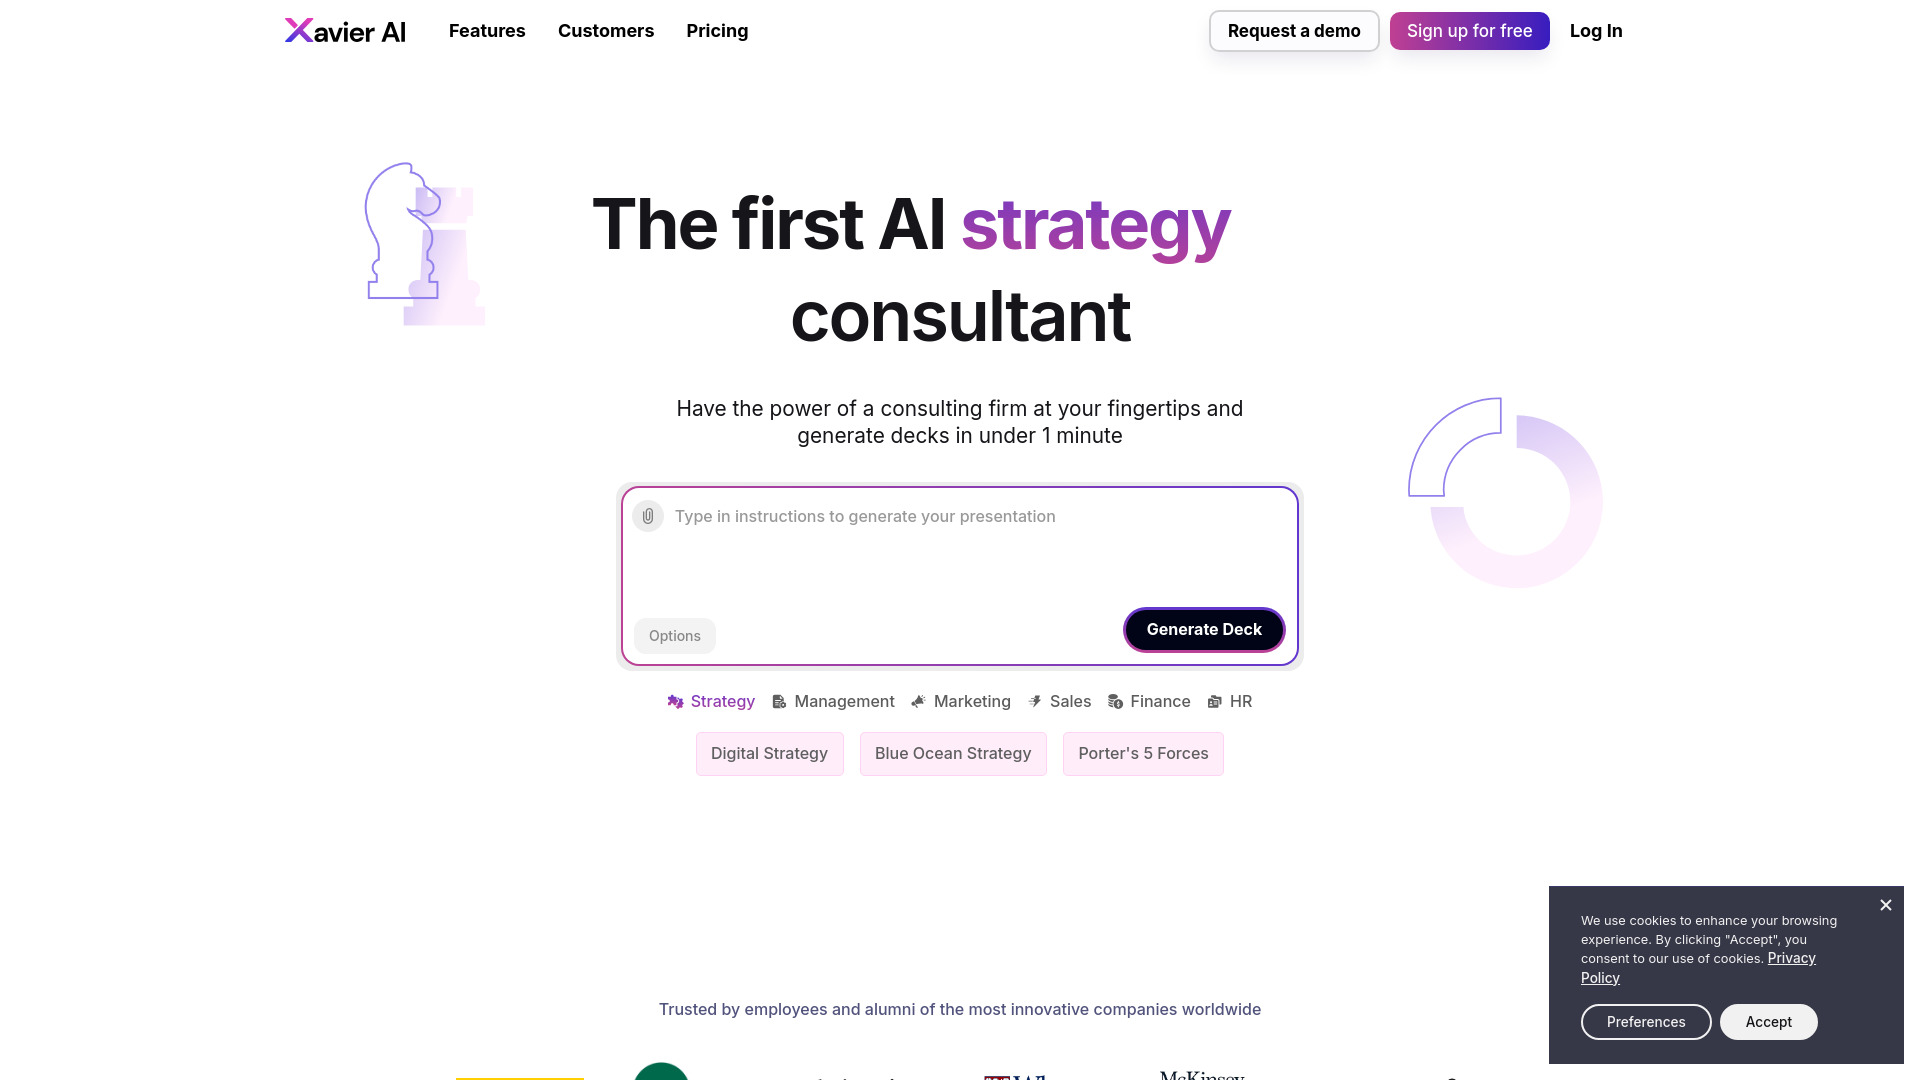 Xavier AI
Features
Customers
Pricing
Request a demo
Sign up for free
Log In
The first AI strategy
consultant
Have the power of a consulting firm at your fingertips and
generate decks in under 1 minute
Type in instructions to generate your presentation
Options
Generate Deck
Strategy
Management
Marketing
Sales
Finance
HR
Digital Strategy
Blue Ocean Strategy
Porter's 5 Forces
We use cookies to enhance your browsing
experience. By clicking "Accept", you
consent to our use of cookies. Privacy
Policy
Preferences
Accept
Trusted by employees and alumni of the most innovative companies worldwide
McKinsey